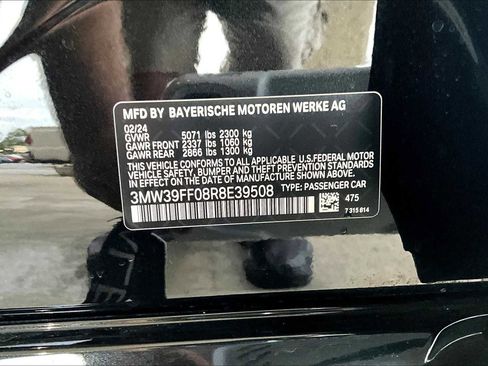 MFD BY BAYERISCHE MOTOREN WERKE AG
02/24
GVWR 5071 lbs 2300 kg
GAWR FRONT 2337 lbs 1060 kg
GAWR REAR 2866 lbs 1300 kg
THIS VEHICLE CONFORMS TO ALL APPLICABLE U.S.FEDERAL MOTOR
VEHICLE SAFETY, BUMPER AND THEFT PREVENTION STANDARDS
IN EFFECT ON THE DATE OF MANUFACTURE SHOWN ABOVE.
3MW39FF08R8E39508 TYPE: PASSENGER CAR
475
7 315 814